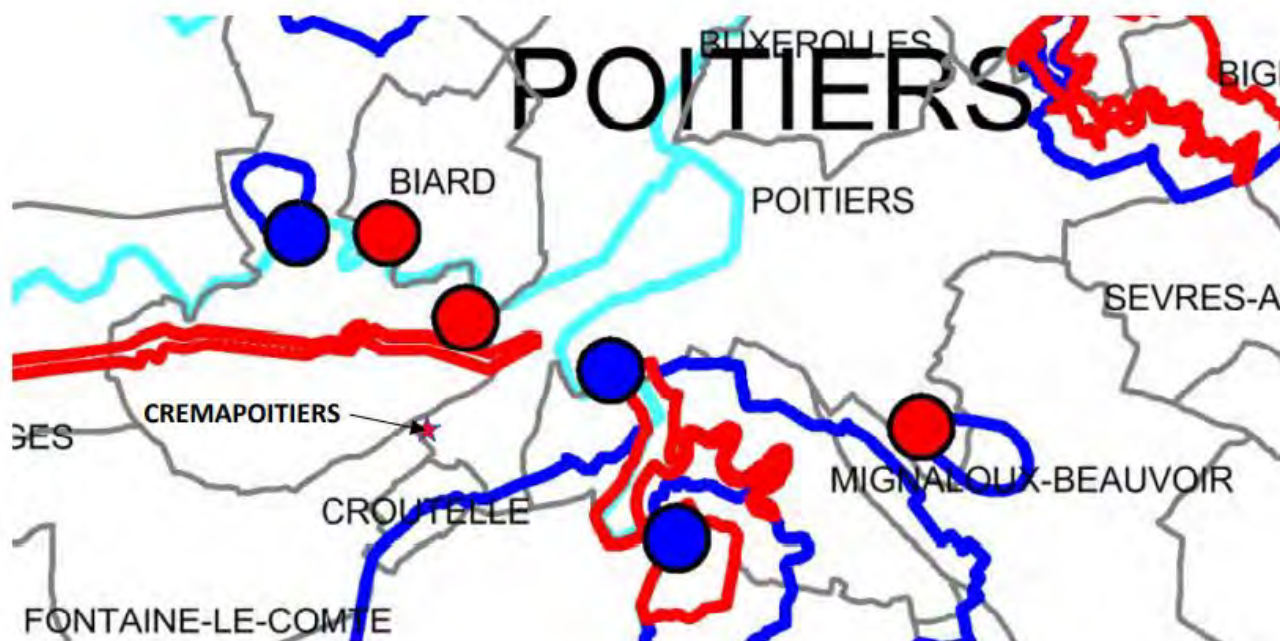 BUXEROLLES
POITIERS
BIARD
POITIERS
SEVRES-A
CREMAPOITIERS
GES
CROUTELLE
MIGNALOUX-BEAUVOIR
FONTAINE-LE-COMTE